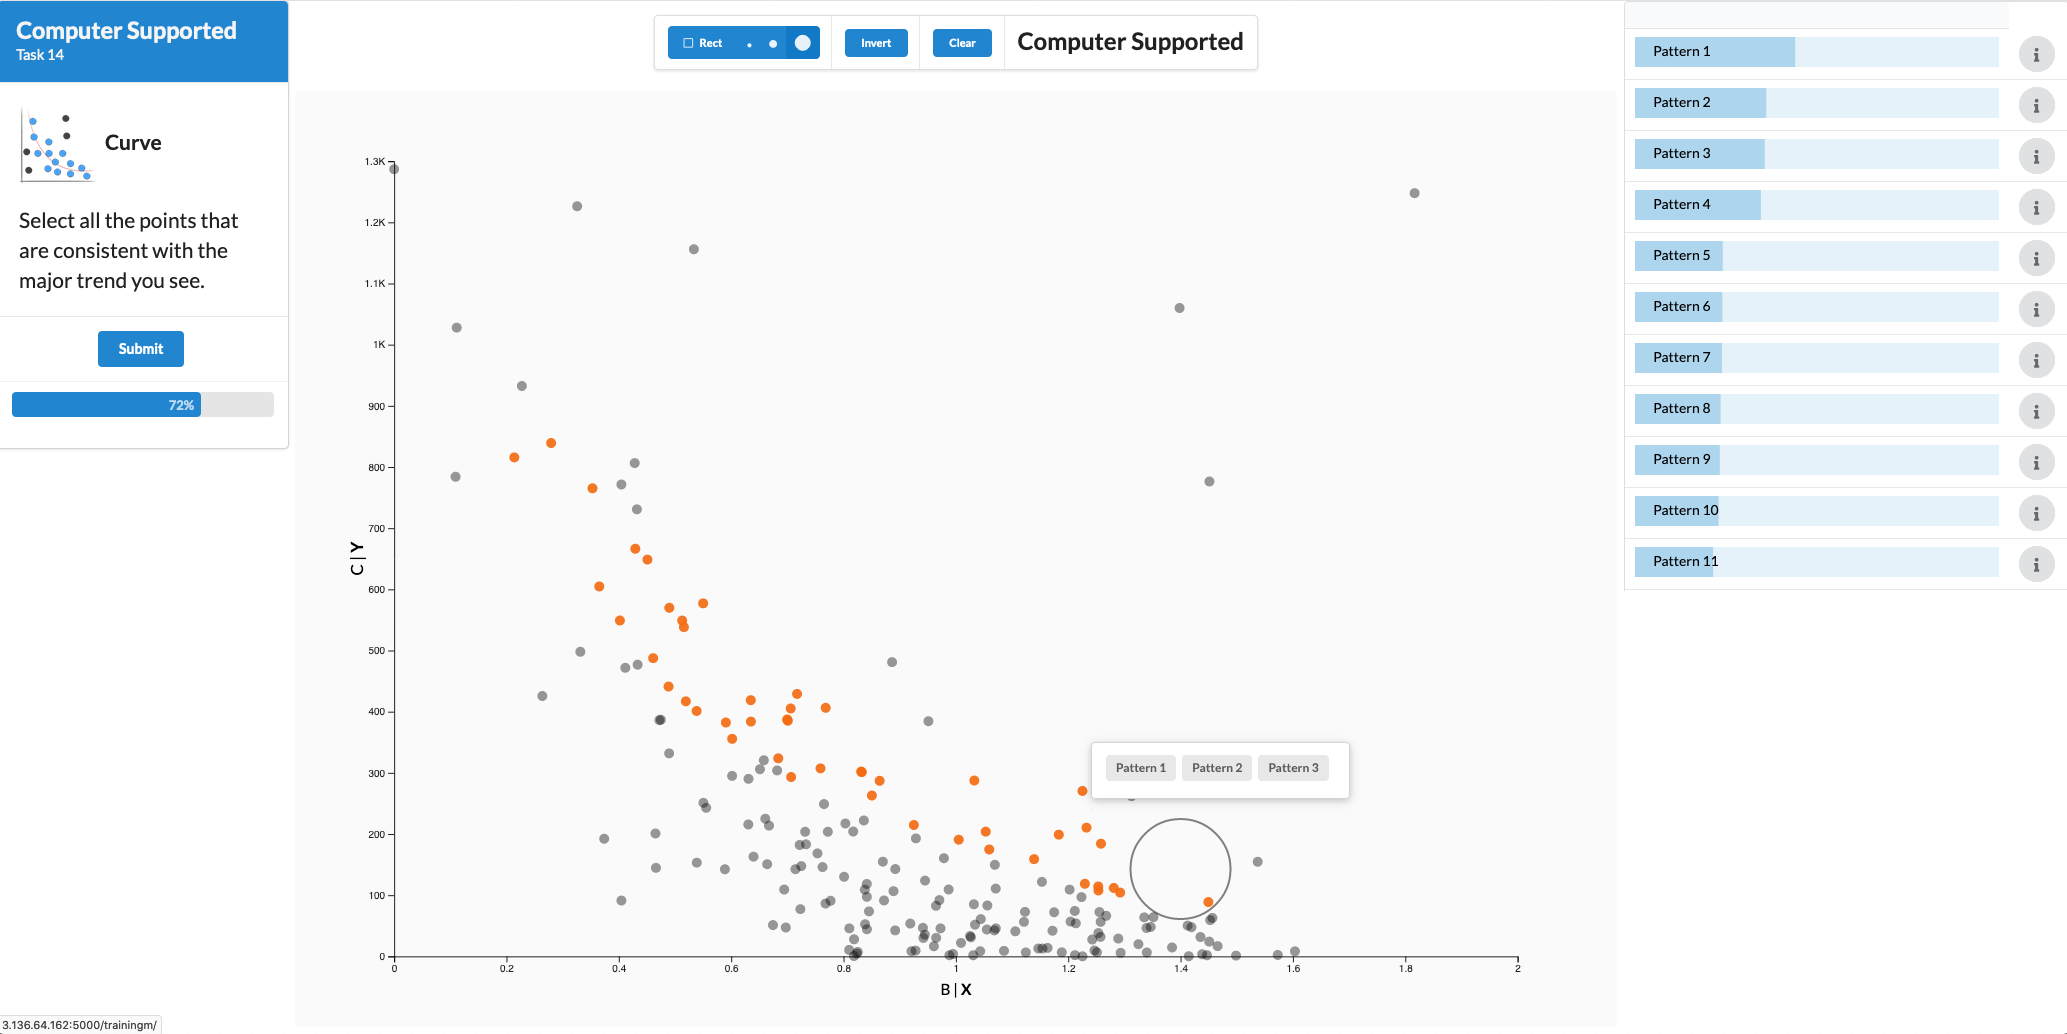 Computer Supported
Task 14
Curve
Select all the points that
are consistent with the
major trend you see.
Submit
72%
Rect
Invert
Clear
Computer Supported
1.3K
1.2K
1.1K
1K
900
800
700
600
500
400
300
200
100
0
C | Y
0
0.2
0.4
0.6
0.8
1
1.2
1.4
1.6
1.8
2
B | X
Pattern 1 Pattern 2 Pattern 3
Pattern 1
Pattern 2
Pattern 3
Pattern 4
Pattern 5
Pattern 6
Pattern 7
Pattern 8
Pattern 9
Pattern 10
Pattern 11
3.136.64.162:5000/trainingm/